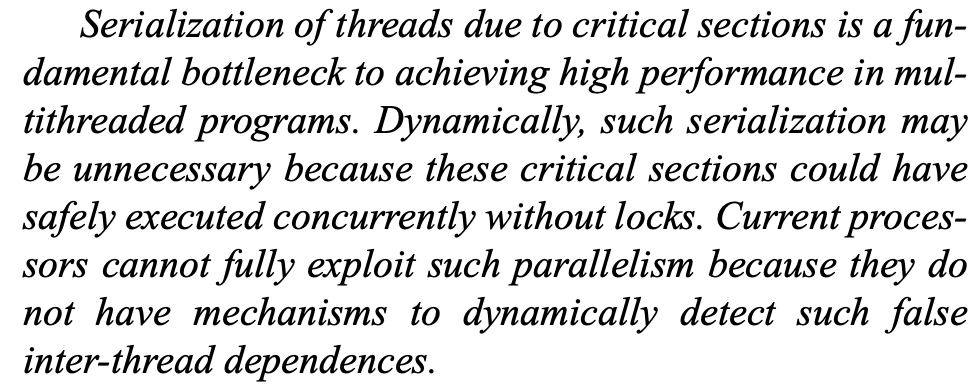 Serialization of threads due to critical sections is a fun-
damental bottleneck to achieving high performance in mul-
tithreaded programs. Dynamically, such serialization may
be unnecessary because these critical sections could have
safely executed concurrently without locks. Current proces-
sors cannot fully exploit such parallelism because they do
not have mechanisms to dynamically detect such false
inter-thread dependences.